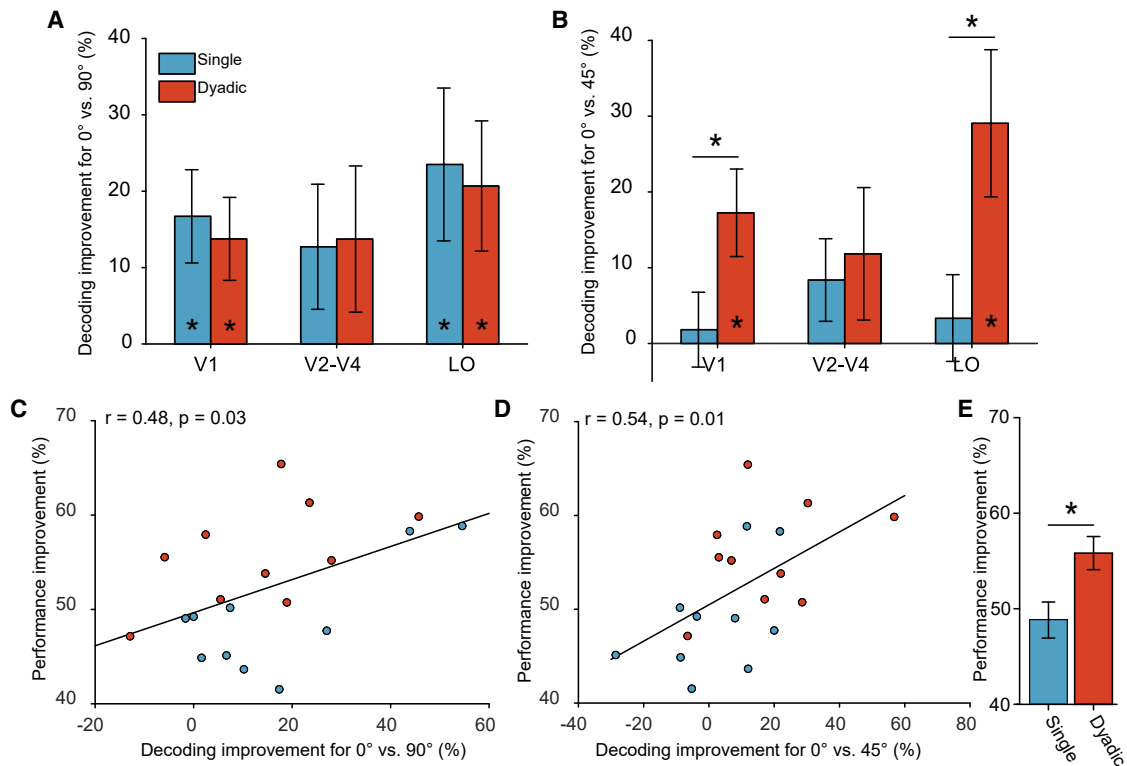 A
Decoding improvement for 0° vs. 90° (%)
40
30
20
10
0
Single
Dyadic
*
*
*
*
V1
V2-V4
LO
B
Decoding improvement for 0° vs. 45° (%)
40
30
20
10
0
*
*
*
*
V1
V2-V4
LO
C
r = 0.48, p = 0.03
Performance improvement (%)
70
60
50
40
-20
0
20
40
60
Decoding improvement for 0° vs. 90° (%)
D
r = 0.54, p = 0.01
Performance improvement (%)
70
60
50
40
-40
-20
0
20
40
60
80
Decoding improvement for 0° vs. 45° (%)
E
Performance improvement (%)
70
60
50
40
*
Single
Dyadic